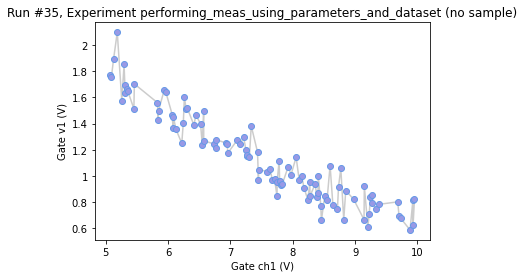 Run #35, Experiment performing_meas_using_parameters_and_dataset (no sample)
Gate v1 (V)
2
1.8
1.6
1.4
1.2
1.0
0.8
0.6
5 6 7 8 9 10
Gate ch1 (V)